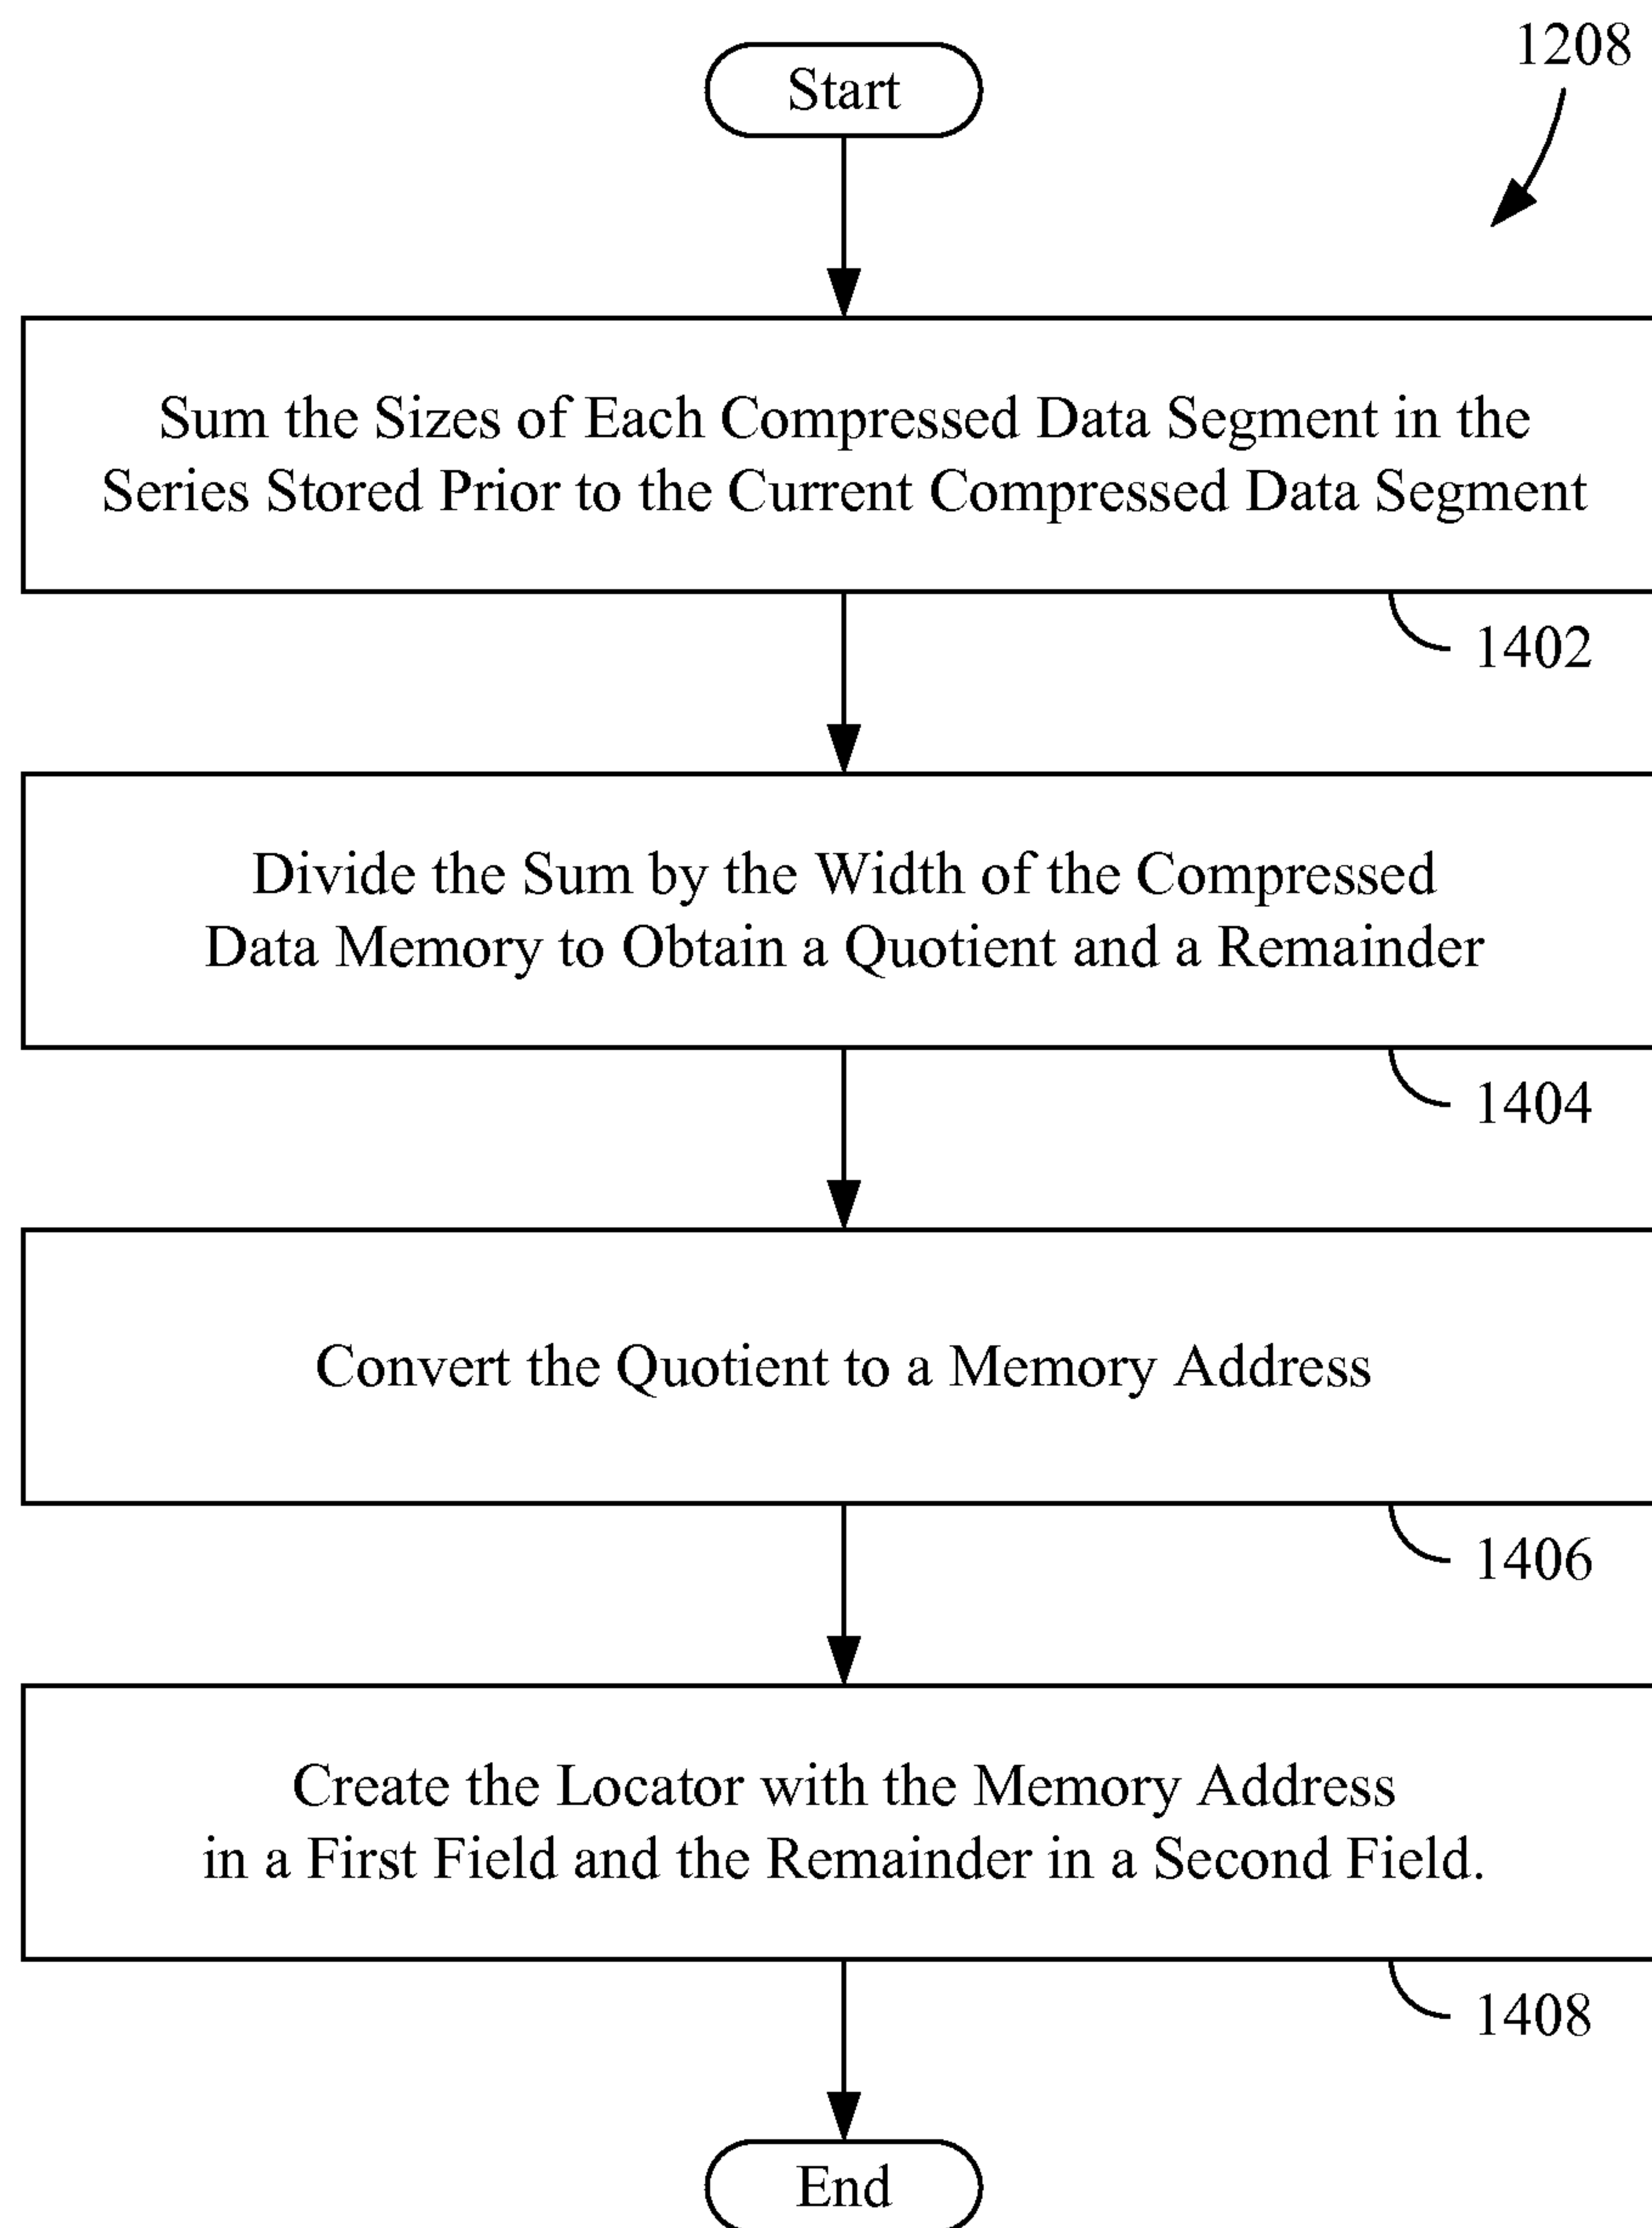 1208
Start
Sum the Sizes of Each Compressed Data Segment in the
Series Stored Prior to the Current Compressed Data Segment
1402
Divide the Sum by the Width of the Compressed
Data Memory to Obtain a Quotient and a Remainder
1404
Convert the Quotient to a Memory Address
1406
Create the Locator with the Memory Address
in a First Field and the Remainder in a Second Field.
1408
End